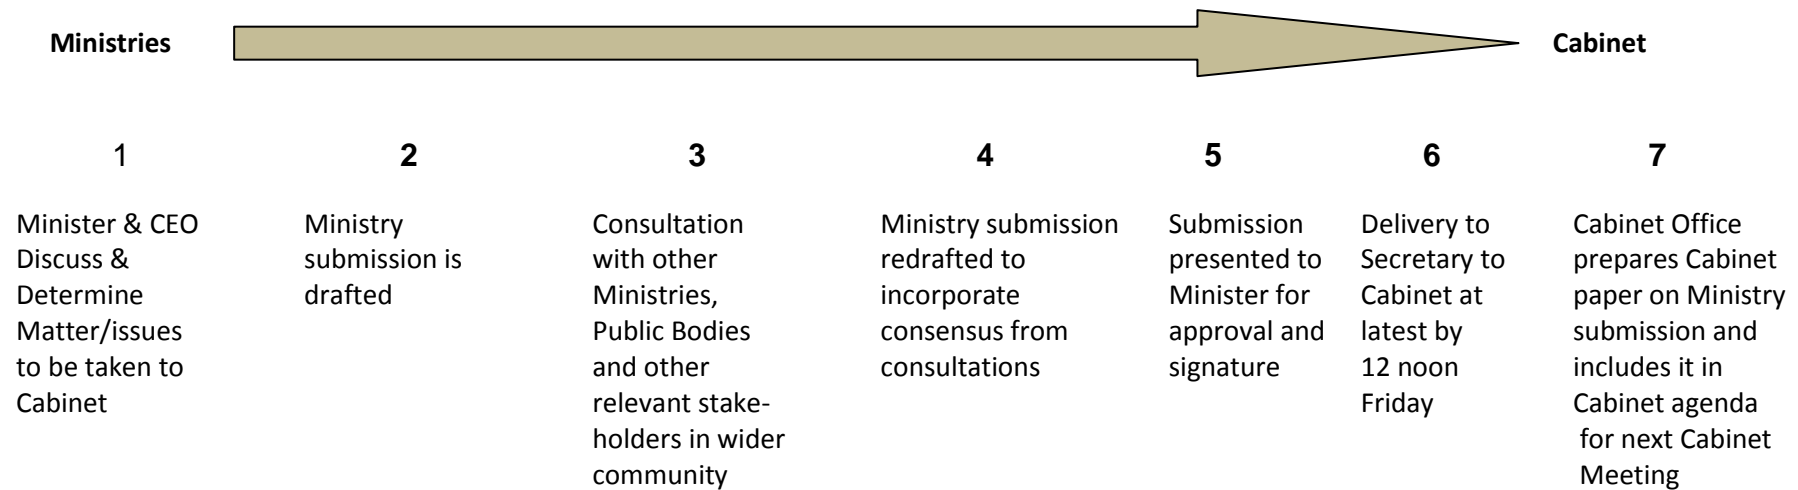 Ministries
Cabinet
1
Minister & CEO
Discuss &
Determine
Matter/issues
to be taken to
Cabinet
2
Ministry
submission is
drafted
3
Consultation
with other
Ministries,
Public Bodies
and other
relevant stake-
holders in wider
community
4
Ministry submission
redrafted to
incorporate
consensus from
consultations
5
Submission
presented to
Minister for
approval and
signature
6
Delivery to
Secretary to
Cabinet at
latest by
12 noon
Friday
7
Cabinet Office
prepares Cabinet
paper on Ministry
submission and
includes it in
Cabinet agenda
for next Cabinet
Meeting